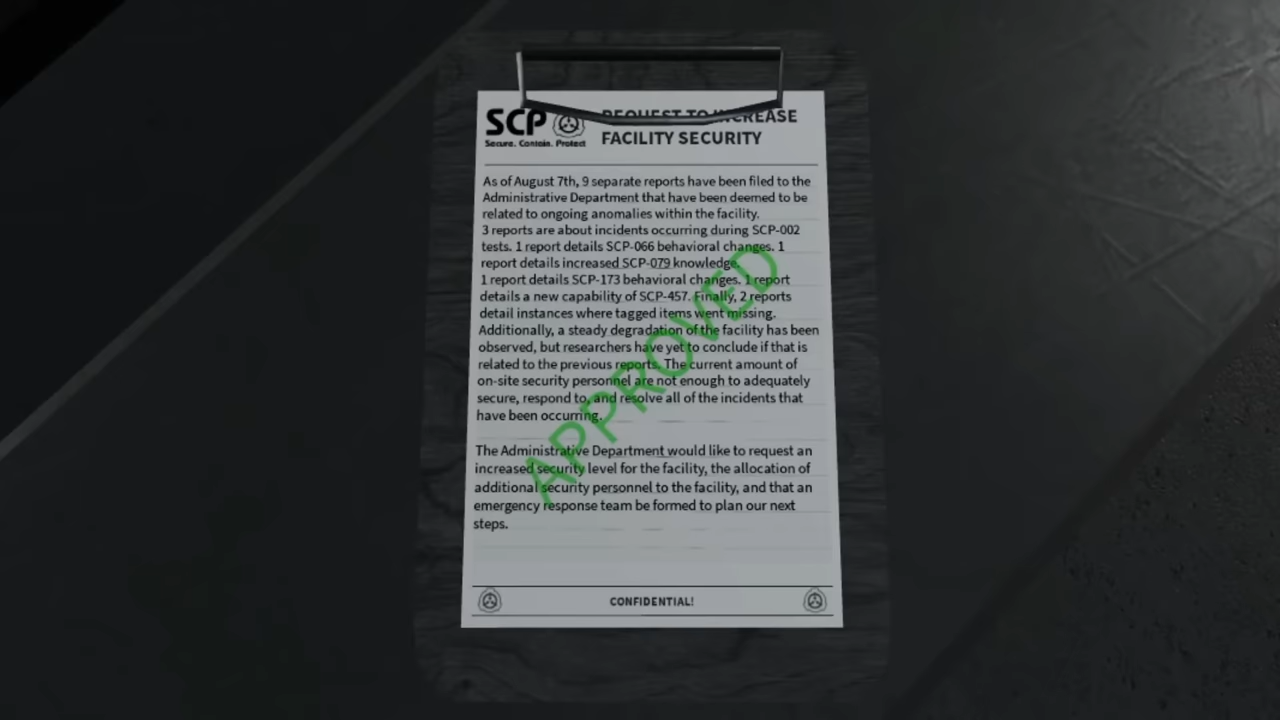 SCP
Secure. Contain. Protect
REQUEST TO INCREASE
FACILITY SECURITY
As of August 7th, 9 separate reports have been filed to the
Administrative Department that have been deemed to be
related to ongoing anomalies within the facility.
3 reports are about incidents occurring during SCP-002
tests. 1 report details SCP-066 behavioral changes. 1
report details increased SCP-079 knowledge.
1 report details SCP-173 behavioral changes. 1 report
details a new capability of SCP-457. Finally, 2 reports
detail instances where tagged items went missing.
Additionally, a steady degradation of the facility has been
observed, but researchers have yet to conclude if that is
related to the previous reports. The current amount of
on-site security personnel are not enough to adequately
secure, respond to, and resolve all of the incidents that
have been occurring.
The Administrative Department would like to request an
increased security level for the facility, the allocation of
additional security personnel to the facility, and that an
emergency response team be formed to plan our next
steps.
APPROVED
CONFIDENTIAL!